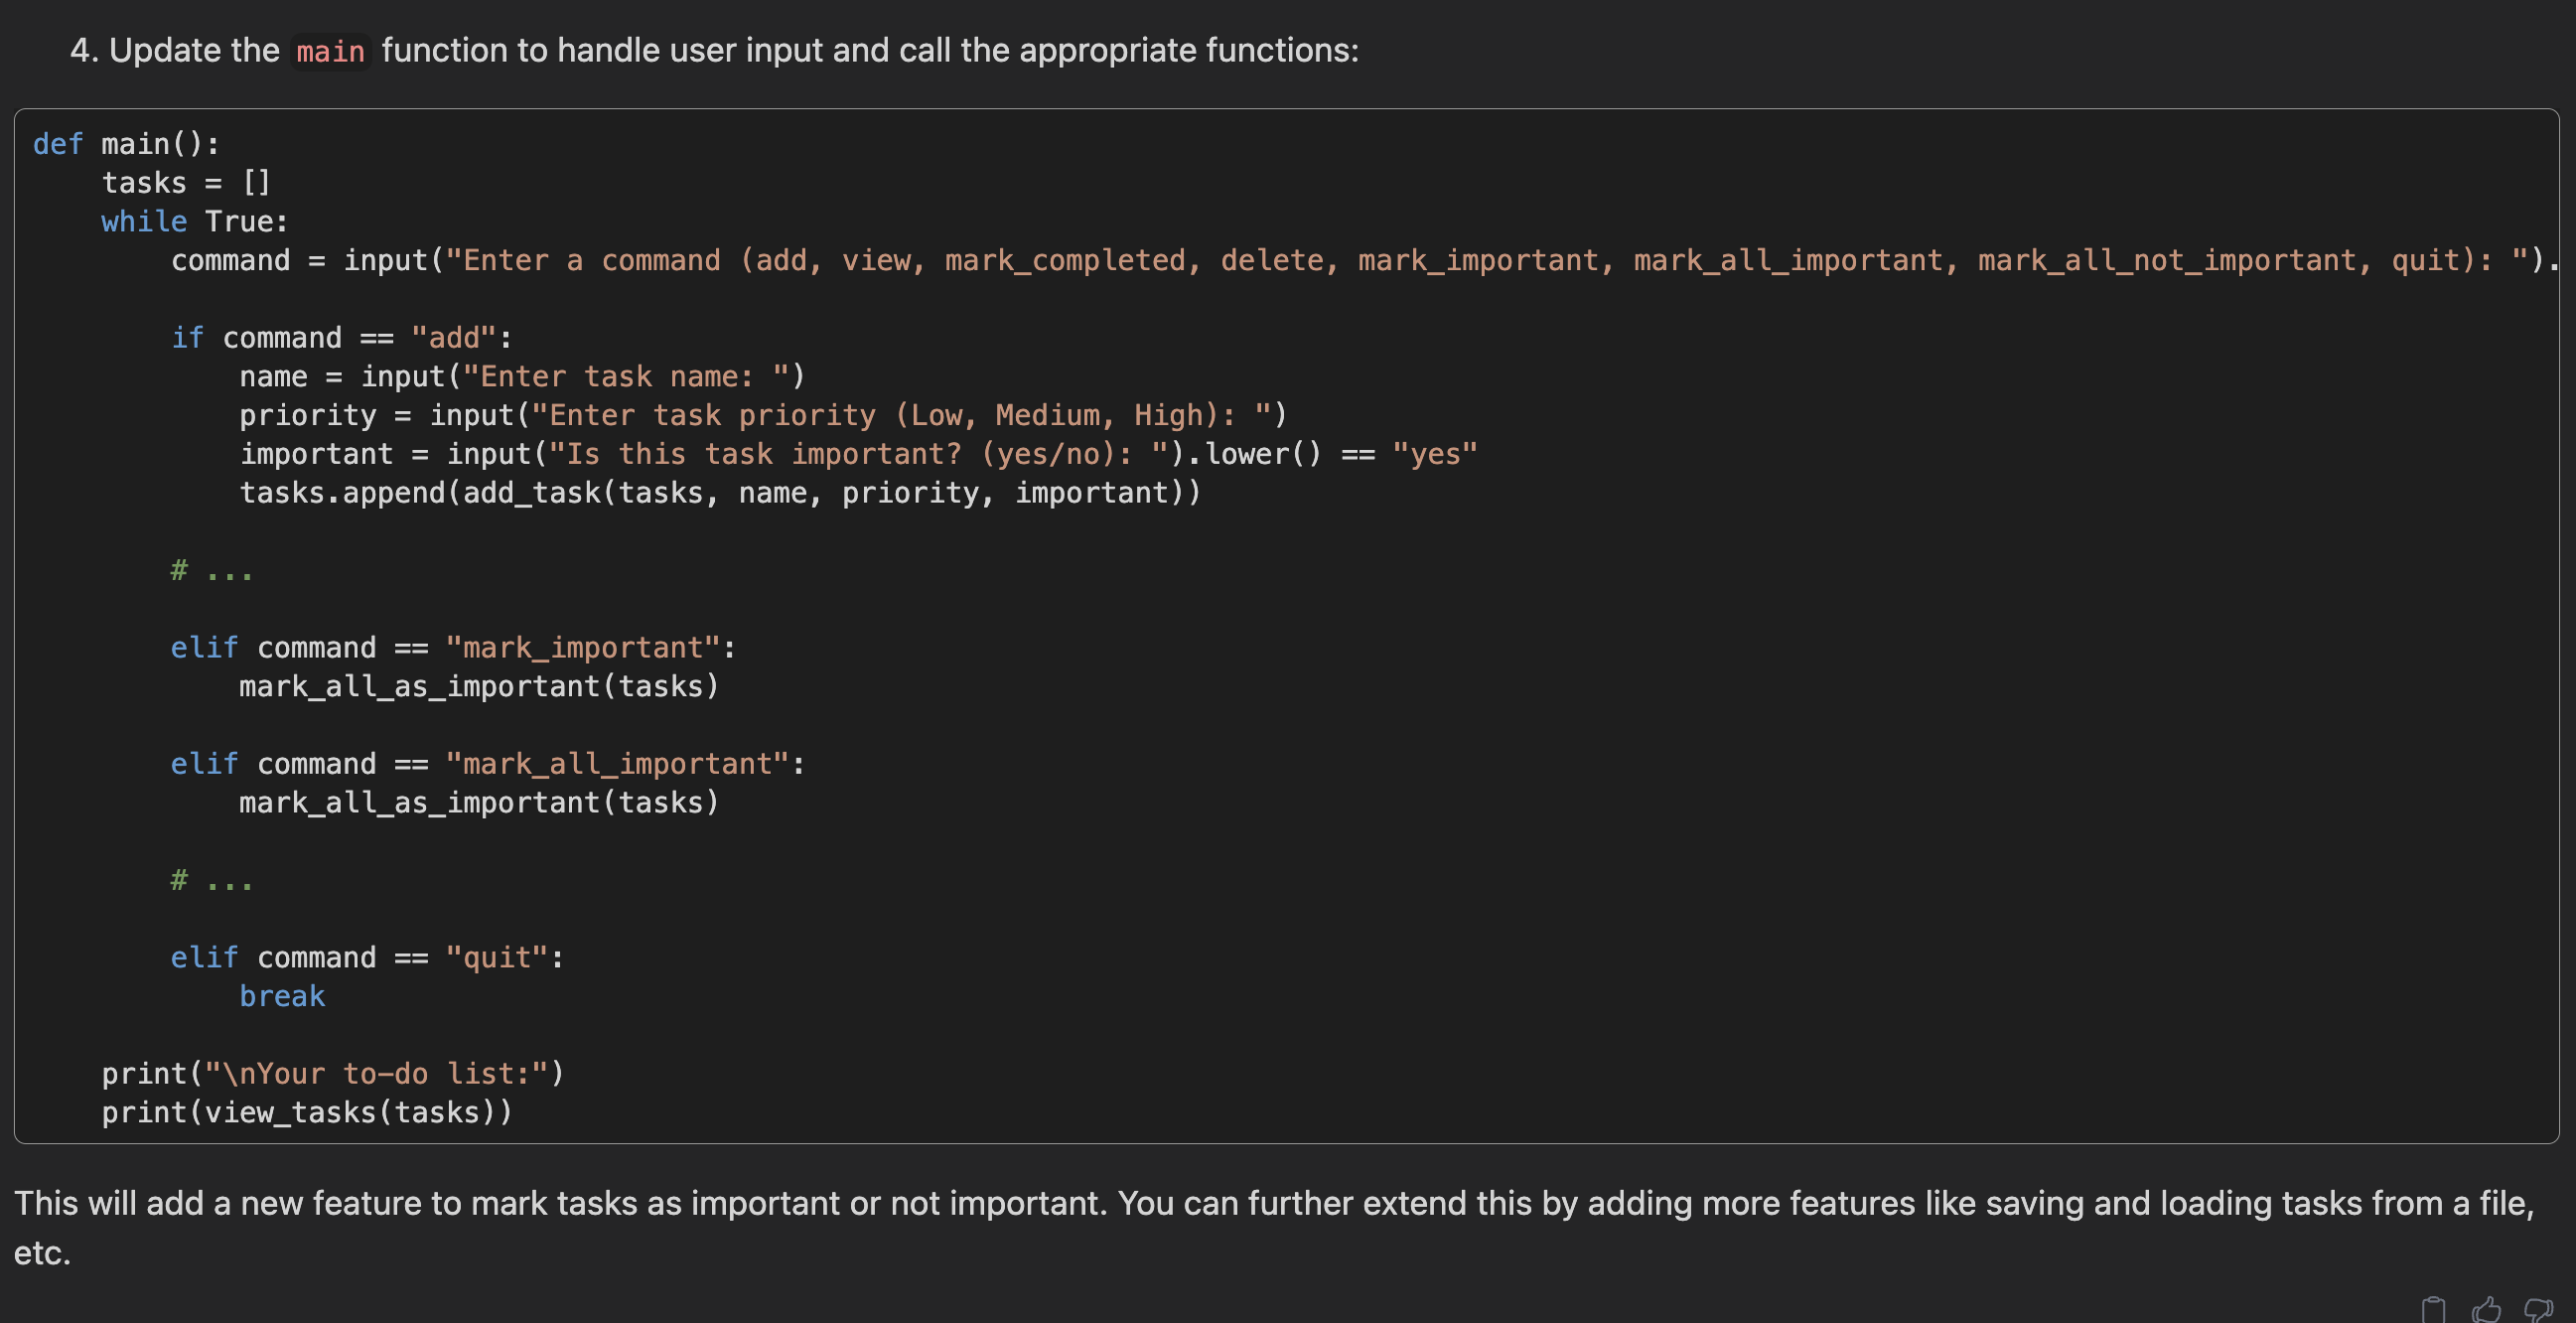 4. Update the main function to handle user input and call the appropriate functions:
def main():
    tasks = []
    while True:
        command = input("Enter a command (add, view, mark_completed, delete, mark_important, mark_all_important, mark_all_not_important, quit): ").
        if command == "add":
            name = input("Enter task name: ")
            priority = input("Enter task priority (Low, Medium, High): ")
            important = input("Is this task important? (yes/no): ").lower() == "yes"
            tasks.append(add_task(tasks, name, priority, important))
        # ...
        elif command == "mark_important":
            mark_all_as_important(tasks)
        elif command == "mark_all_important":
            mark_all_as_important(tasks)
        # ...
        elif command == "quit":
            break
    print("\nYour to-do list:")
    print(view_tasks(tasks))
This will add a new feature to mark tasks as important or not important. You can further extend this by adding more features like saving and loading tasks from a file,
etc.